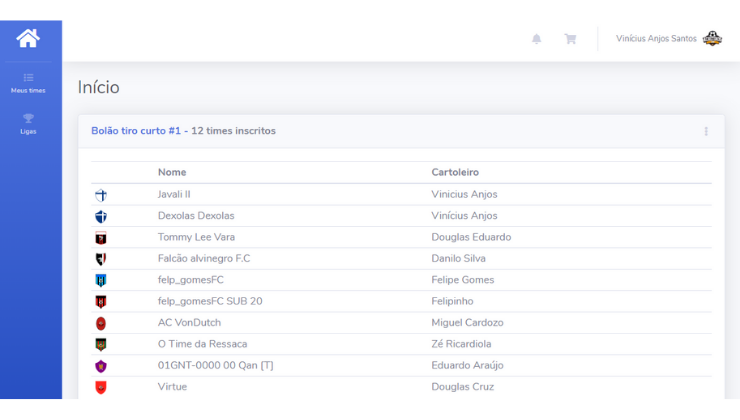 Vinícius Anjos Santos
Meus times
Ligas
Início
Bolão tiro curto #1 - 12 times inscritos
Nome Cartoleiro
Javali II Vinicius Anjos
Dexolas Dexolas Vinícius Anjos
Tommy Lee Vara Douglas Eduardo
Falcão alvinegro F.C Danilo Silva
felp_gomesFC Felipe Gomes
felp_gomesFC SUB 20 Felipinho
AC VonDutch Miguel Cardozo
O Time da Ressaca Zé Ricardiola
01GNT-0000 00 Qan [T] Eduardo Araújo
Virtue Douglas Cruz